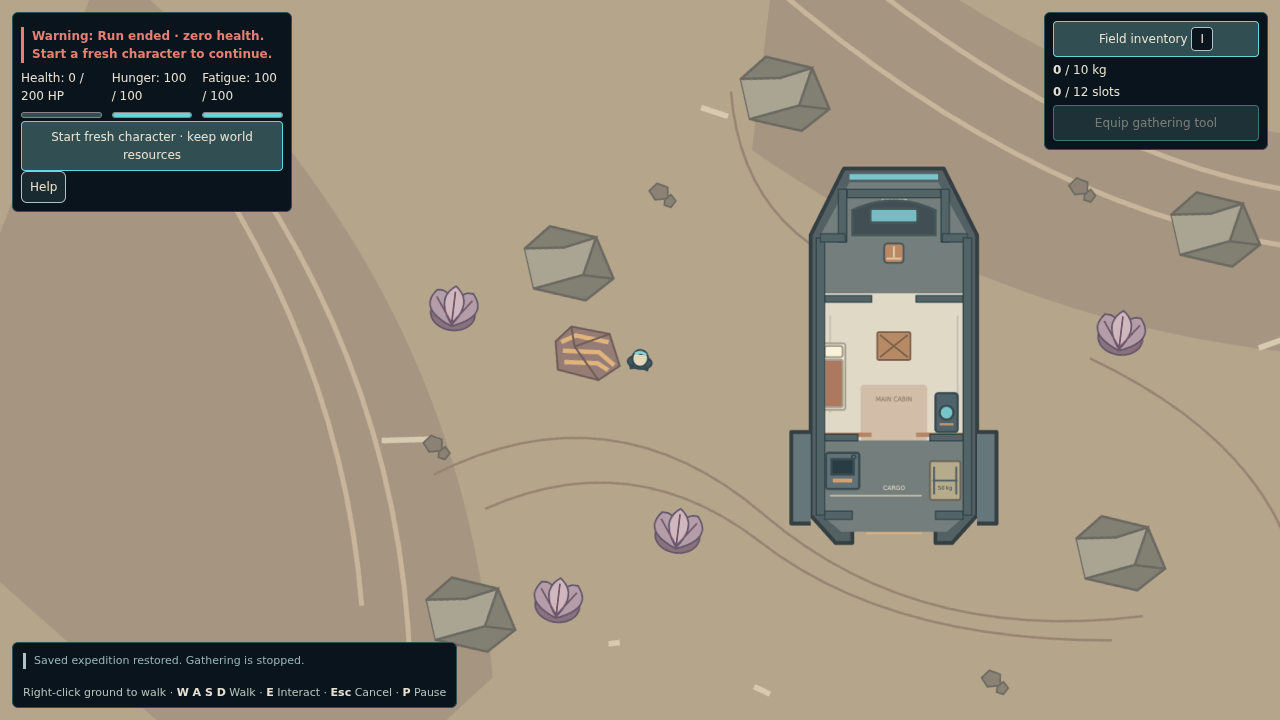 Warning: Run ended · zero health.
Start a fresh character to continue.
Health: 0 / 200 HP
Hunger: 100 / 100
Fatigue: 100 / 100
Start fresh character · keep world
resources
Help
Field inventory I
0 / 10 kg
0 / 12 slots
Equip gathering tool
MAIN CABIN
CARGO
50 kg
Saved expedition restored. Gathering is stopped.
Right-click ground to walk · W A S D Walk · E Interact · Esc Cancel · P Pause